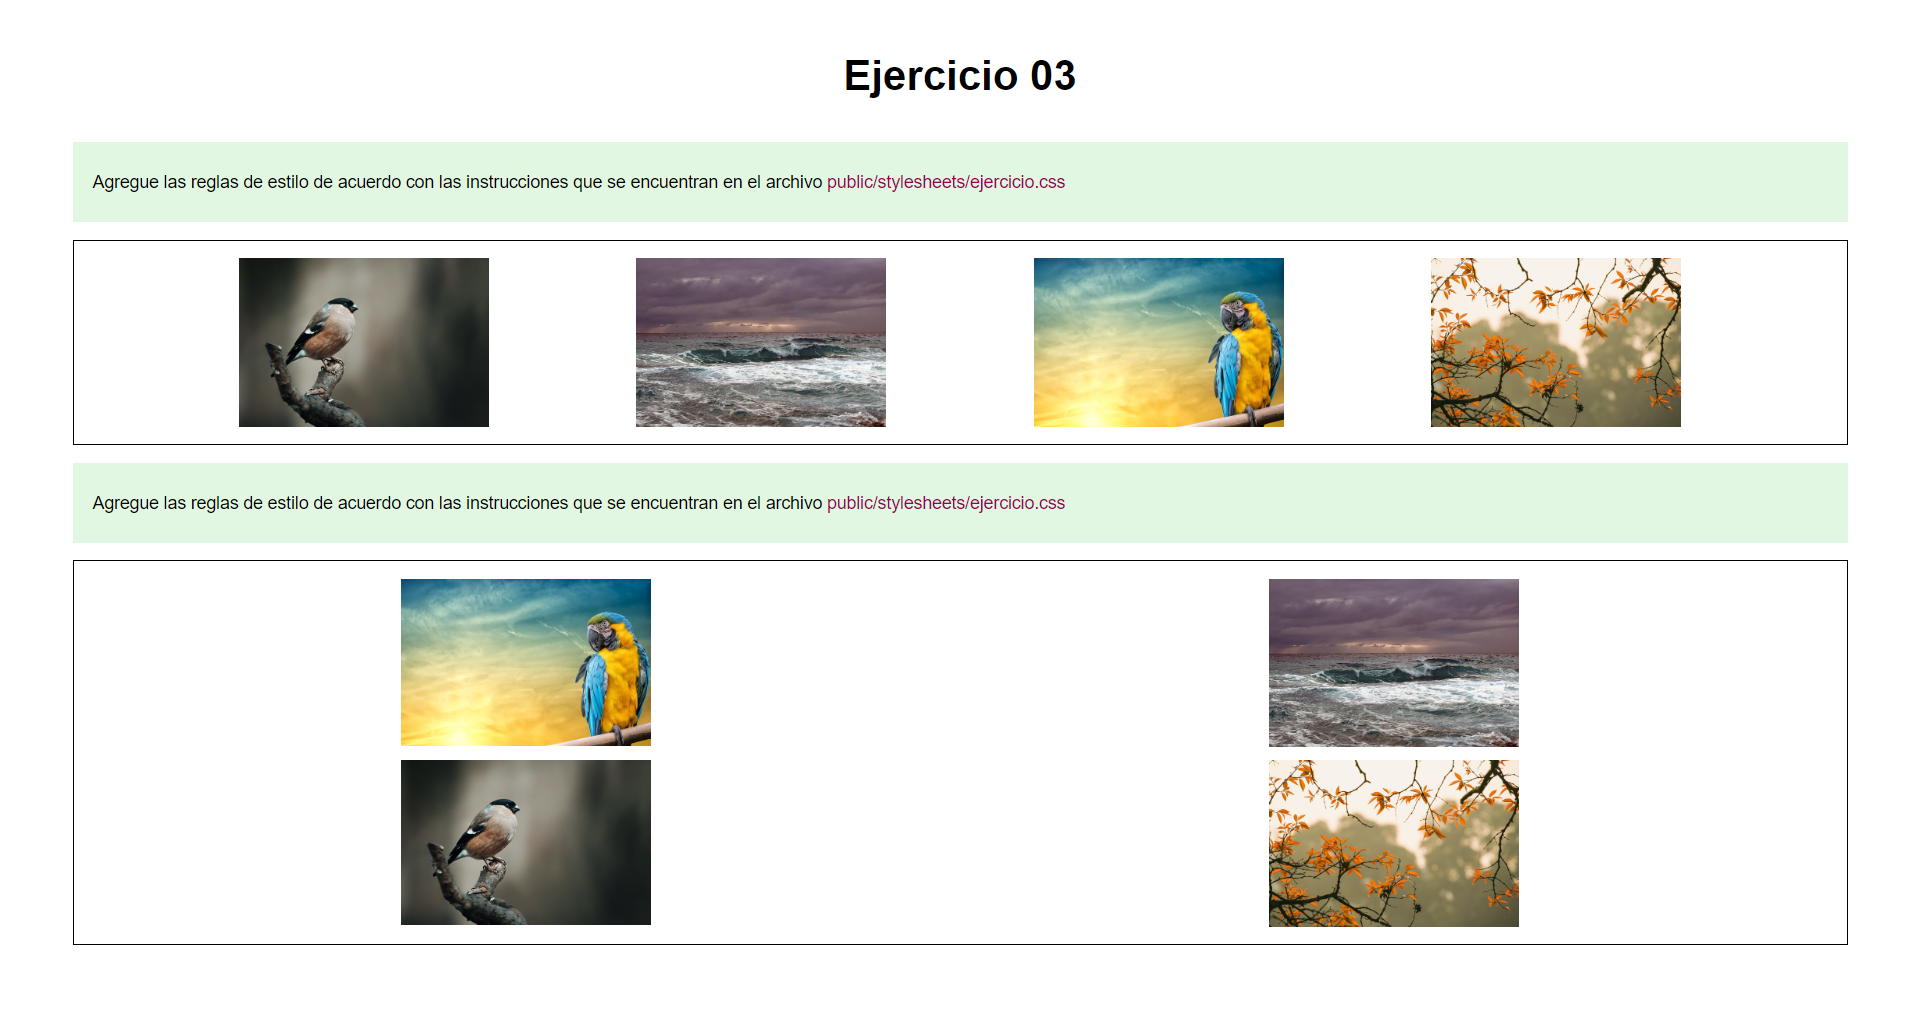 Ejercicio 03
Agregue las reglas de estilo de acuerdo con las instrucciones que se encuentran en el archivo public/stylesheets/ejercicio.css
Agregue las reglas de estilo de acuerdo con las instrucciones que se encuentran en el archivo public/stylesheets/ejercicio.css